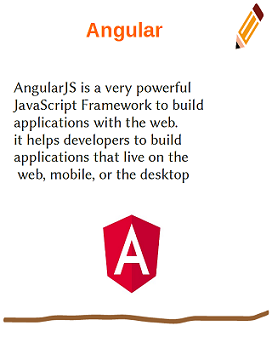 Angular
AngularJS is a very powerful
JavaScript Framework to build
applications with the web.
it helps developers to build
applications that live on the
web, mobile, or the desktop
A